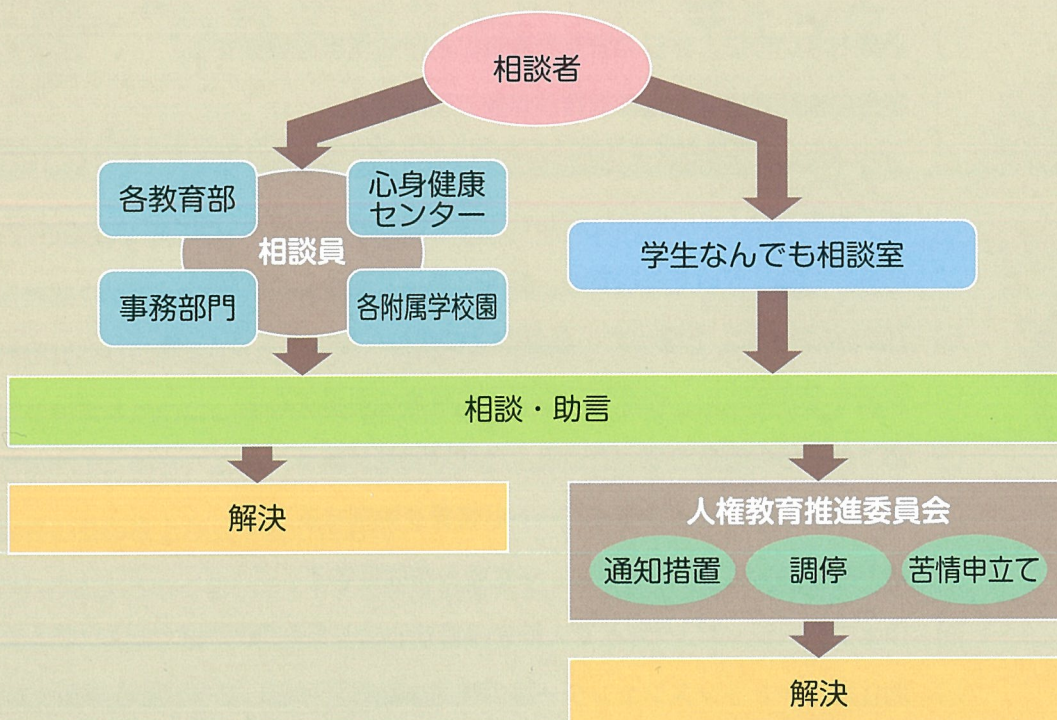 相談者
各教育部
心身健康
センター
相談員
事務部門
各附属学校園
学生なんでも相談室
相談・助言
解決
人権教育推進委員会
通知措置
調停
苦情申立て
解決